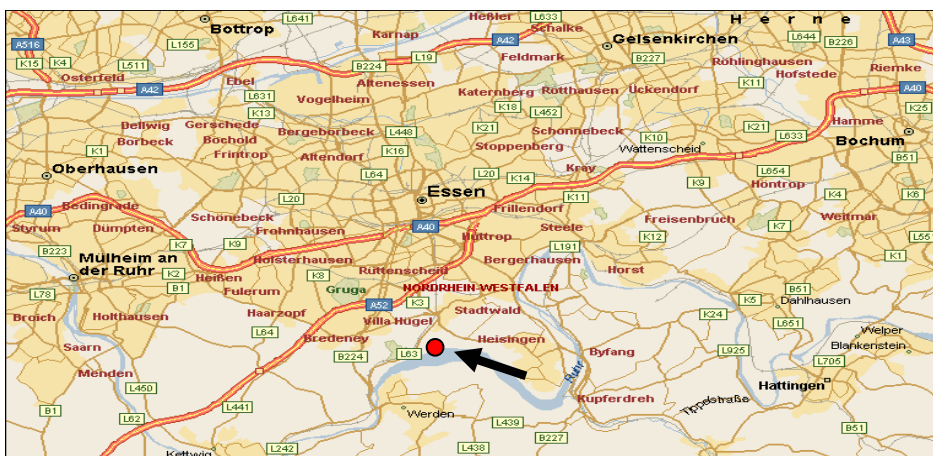 L641
Heßler
L633
Herne
Bottrop
Karnap
Schalke
L644
A516
L155
A42
Gelsenkirchen
B226
A43
K15
K4
L511
B224
L19
Feldmark
B227
Röhlinghausen
Riemke
Osterfeld
Ebel
Altenessen
K11
Hofstede
A42
L631
Vogelheim
Katernberg
Rotthausen
Ückendorf
A40
K13
K18
L452
K25
Dellwig
Gerschede
Bergeborbeck
L448
K21
Schonnebeck
K21
Hamme
Borbeck
Bochold
K10
L633
Bochum
K1
Frintrop
Altendorf
K16
Stoppenberg
Wattenscheid
B51
Oberhausen
L64
L20
K14
Kray
L654
Höntrop
L20
Essen
K11
K9
K4
K6
A40
Bedingrade
Schönebeck
Frillendorf
Freisenbruch
Weitmar
Styrum
Dümpten
Frohnhausen
A40
Steele
K7
B223
K7
K9
Huttrop
L191
K12
L55
Mülheim an
der Ruhr
Holsterhausen
Bergerhausen
K1
K2
Heißen
K8
Rüttenscheid
Horst
B1
Fulerum
Gruga
NORDRHEIN-WESTFALEN
B51
L78
A52
K3
K5
Dahlhausen
Broich
Holthausen
Haarzopf
Villa Hügel
Stadtwald
K24
L651
L64
Bredeney
Heisingen
Welper
Saarn
B224
L63
Byfang
L925
Blankenstein
Menden
Ruhr
L705
L450
Hattingen
B1
L441
Werden
Kupferdreh
Tippelstraße
L62
L439
B51
Kettwig
L242
L438
B227